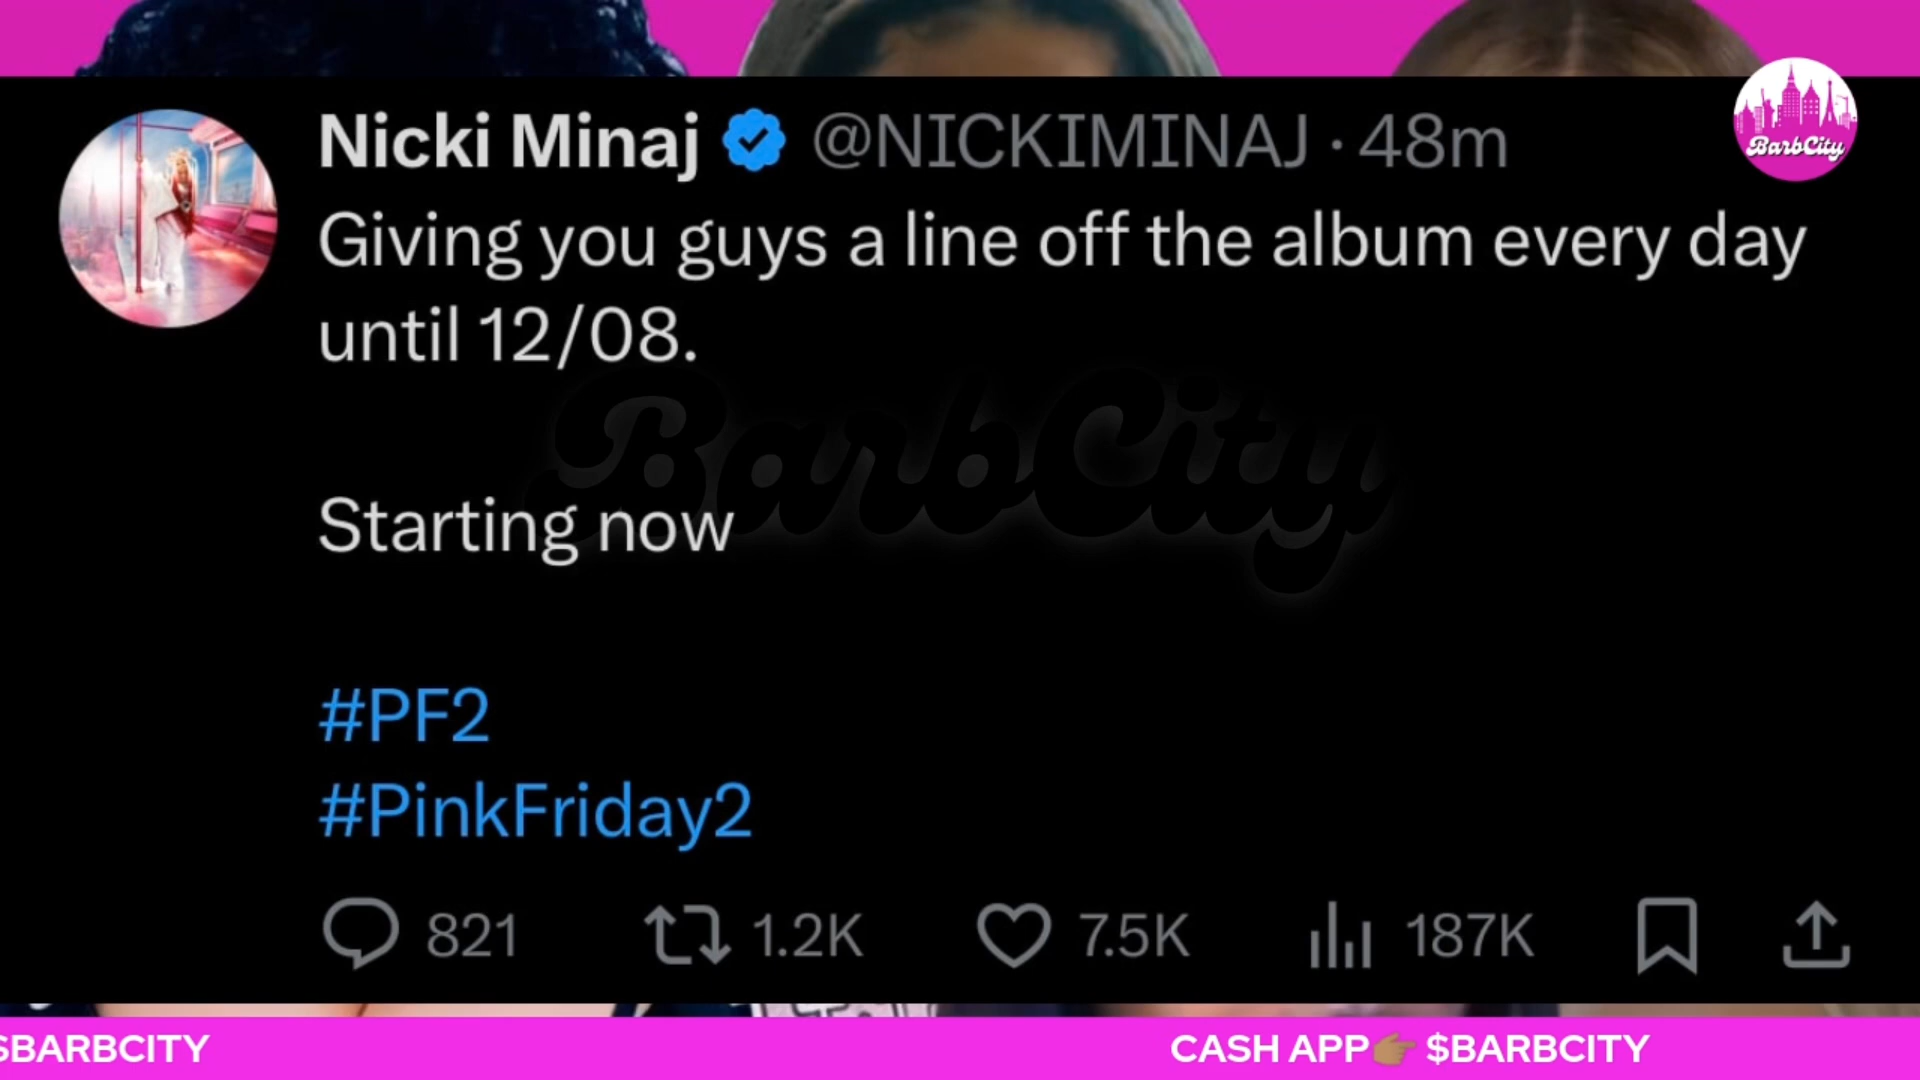 Nicki Minaj @NICKIMINAJ · 48m
BarbCity
Giving you guys a line off the album every day
until 12/08.
BarbCity
Starting now
#PF2
#PinkFriday2
821 1.2K 7.5K 187K
$BARBCITY CASH APP👉🏽 $BARBCITY